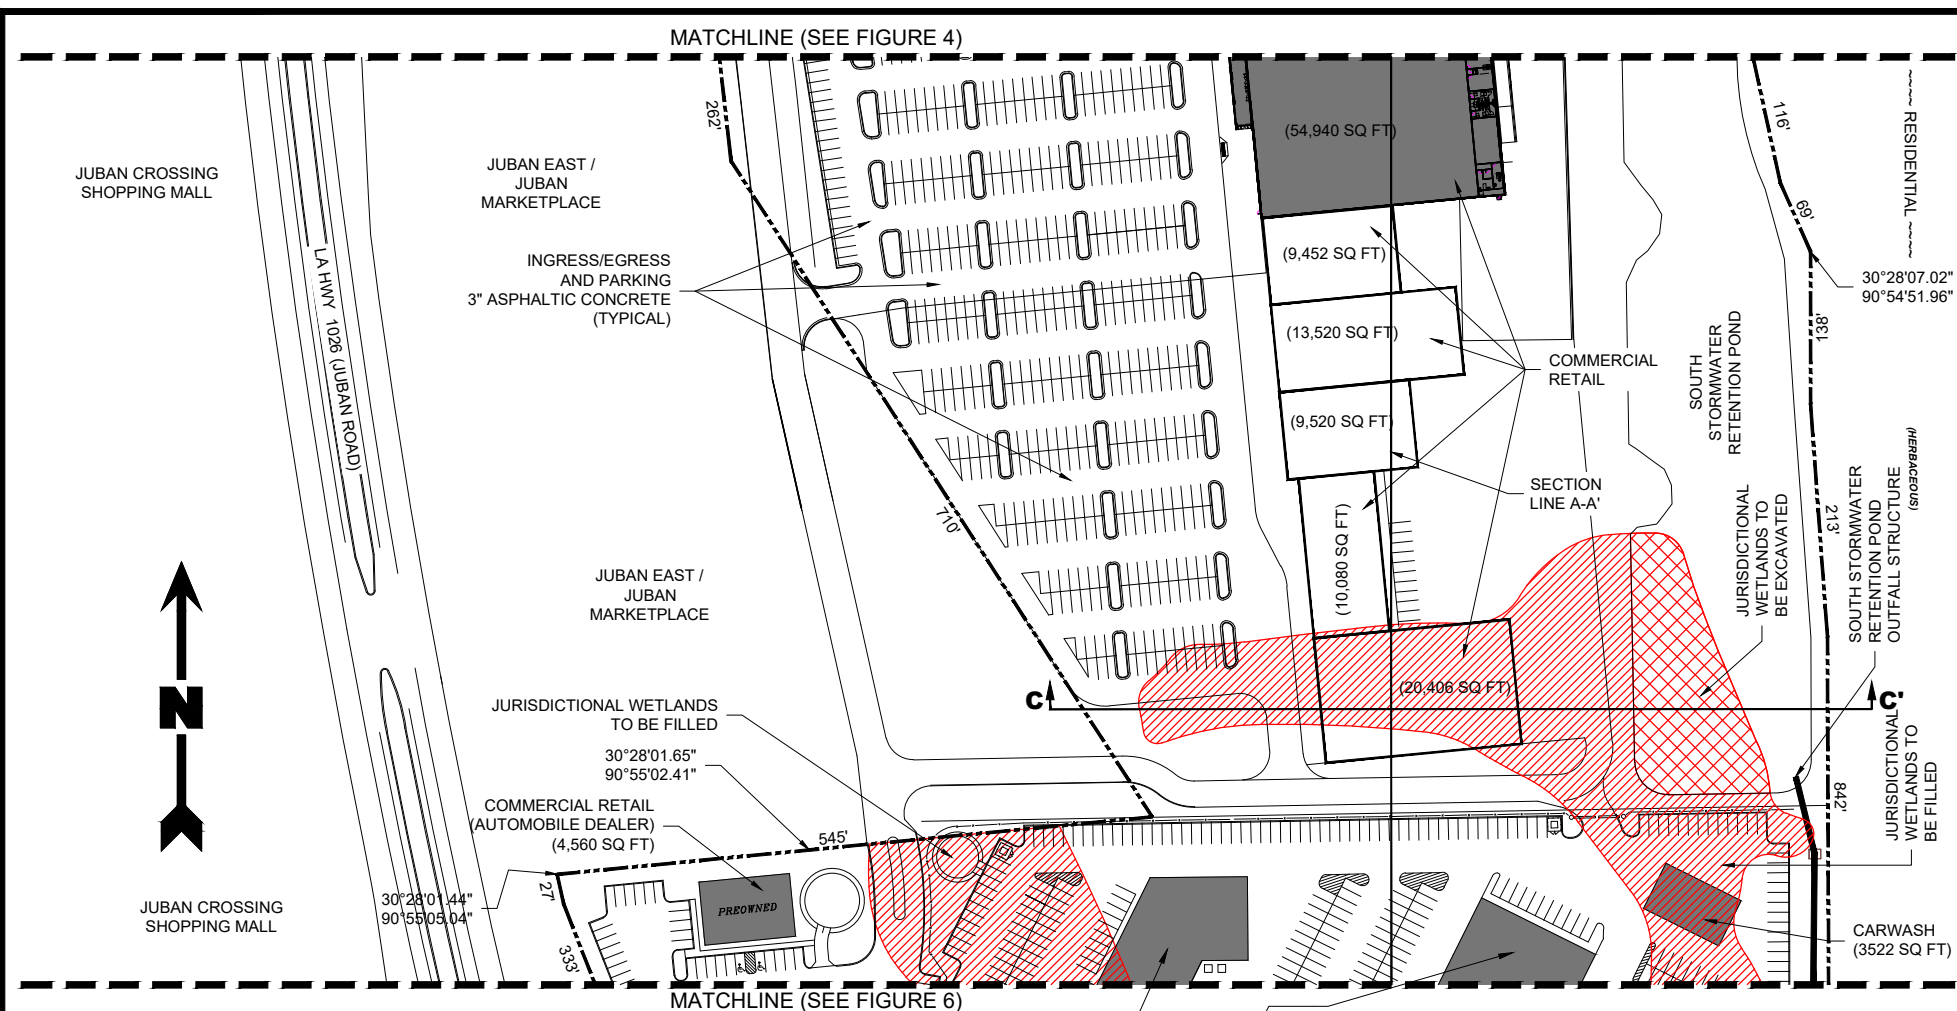 MATCHLINE (SEE FIGURE 4)
JUBAN CROSSING
SHOPPING MALL
LA HWY 1026 (JUBAN ROAD)
262'
JUBAN EAST /
JUBAN
MARKETPLACE
INGRESS/EGRESS
AND PARKING
3" ASPHALTIC CONCRETE
(TYPICAL)
(54,940 SQ FT)
(9,452 SQ FT)
(13,520 SQ FT)
(9,520 SQ FT)
(10,080 SQ FT)
(20,406 SQ FT)
COMMERCIAL
RETAIL
SECTION
LINE A-A'
116'
69'
~~~~ RESIDENTIAL ~~~~
30°28'07.02"
90°54'51.96"
138'
SOUTH
STORMWATER
RETENTION POND
JURISDICTIONAL
WETLANDS TO
BE EXCAVATED
213'
(HERBACEOUS)
SOUTH STORMWATER
RETENTION POND
OUTFALL STRUCTURE
710'
JUBAN EAST /
JUBAN
MARKETPLACE
N
C
C'
JURISDICTIONAL WETLANDS
TO BE FILLED
30°28'01.65"
90°55'02.41"
COMMERCIAL RETAIL
(AUTOMOBILE DEALER)
(4,560 SQ FT)
545'
842'
JURISDICTIONAL
WETLANDS TO
BE FILLED
30°28'01.44"
90°55'05.04"
27'
333'
PREOWNED
JUBAN CROSSING
SHOPPING MALL
CARWASH
(3522 SQ FT)
MATCHLINE (SEE FIGURE 6)